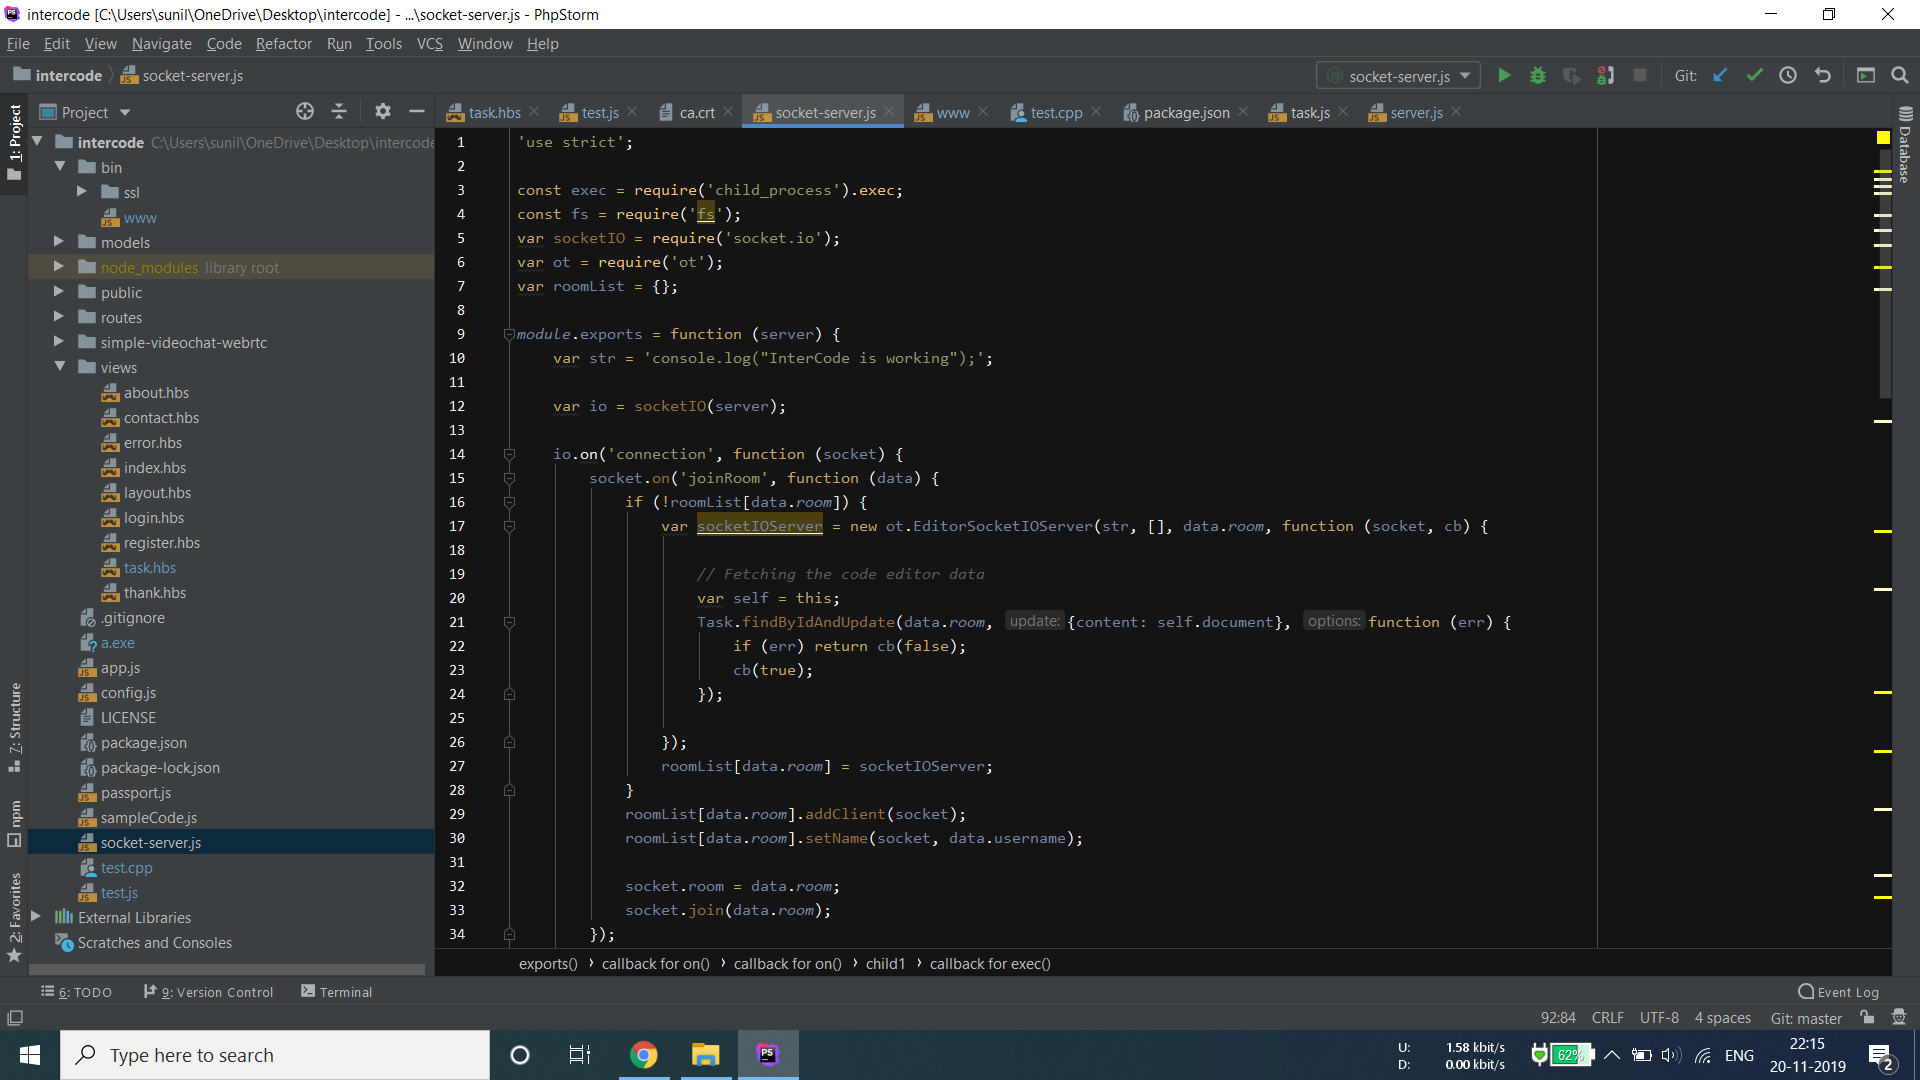 intercode [C:\Users\sunil\OneDrive\Desktop\intercode] - ...\socket-server.js - PhpStorm
File Edit View Navigate Code Refactor Run Tools VCS Window Help
intercode socket-server.js
socket-server.js Git:
Project
task.hbs test.js ca.crt socket-server.js www test.cpp package.json task.js server.js
1: Project
7: Structure
npm
2: Favorites
Database
intercode C:\Users\sunil\OneDrive\Desktop\intercode
bin
ssl
www
models
node_modules library root
public
routes
simple-videochat-webrtc
views
about.hbs
contact.hbs
error.hbs
index.hbs
layout.hbs
login.hbs
register.hbs
task.hbs
thank.hbs
.gitignore
a.exe
app.js
config.js
LICENSE
package.json
package-lock.json
passport.js
sampleCode.js
socket-server.js
test.cpp
test.js
External Libraries
Scratches and Consoles
1 'use strict';
2
3 const exec = require('child_process').exec;
4 const fs = require('fs');
5 var socketIO = require('socket.io');
6 var ot = require('ot');
7 var roomList = {};
8
9 module.exports = function (server) {
10 var str = 'console.log("InterCode is working");';
11
12 var io = socketIO(server);
13
14 io.on('connection', function (socket) {
15 socket.on('joinRoom', function (data) {
16 if (!roomList[data.room]) {
17 var socketIOServer = new ot.EditorSocketIOServer(str, [], data.room, function (socket, cb) {
18
19 // Fetching the code editor data
20 var self = this;
21 Task.findByIdAndUpdate(data.room, update: {content: self.document}, options: function (err) {
22 if (err) return cb(false);
23 cb(true);
24 });
25
26 });
27 roomList[data.room] = socketIOServer;
28 }
29 roomList[data.room].addClient(socket);
30 roomList[data.room].setName(socket, data.username);
31
32 socket.room = data.room;
33 socket.join(data.room);
34 });
exports() › callback for on() › callback for on() › child1 › callback for exec()
6: TODO 9: Version Control Terminal Event Log
92:84 CRLF UTF-8 4 spaces Git: master
Type here to search
PS
U: 1.58 kbit/s
D: 0.00 kbit/s
62%
ENG
22:15
20-11-2019
2